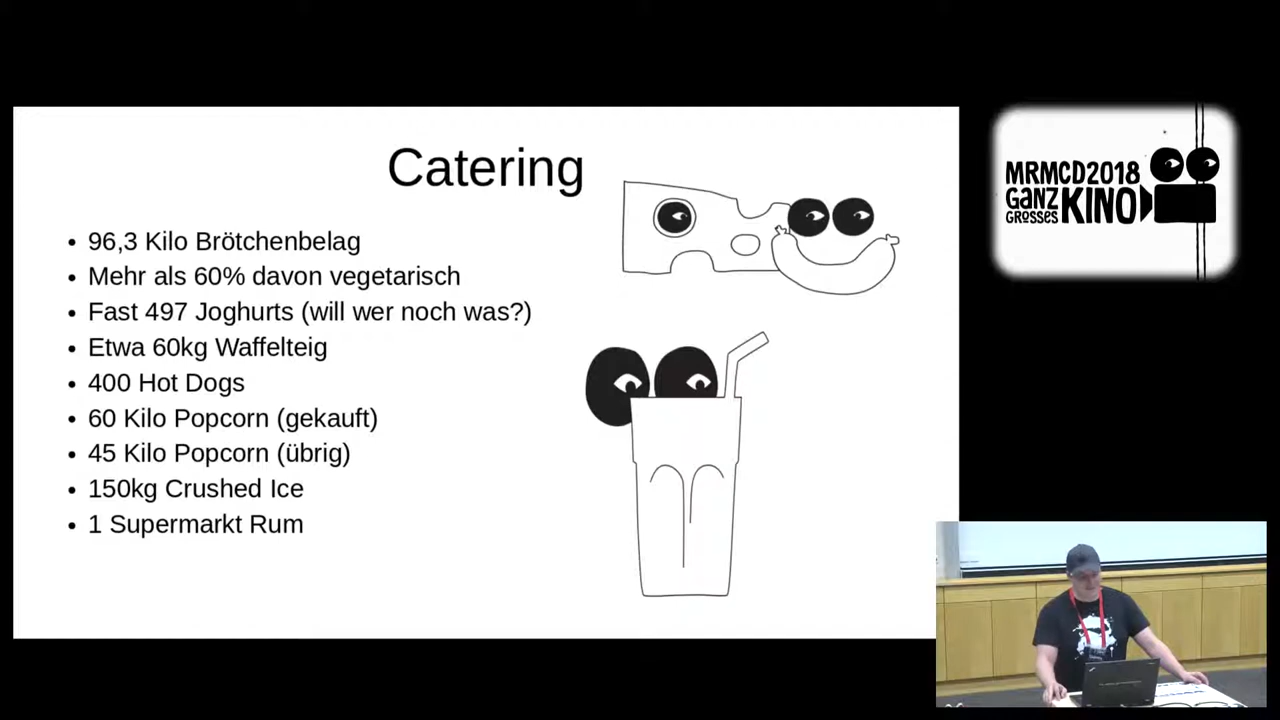 Catering
96,3 Kilo Brötchenbelag
Mehr als 60% davon vegetarisch
Fast 497 Joghurts (will wer noch was?)
Etwa 60kg Waffelteig
400 Hot Dogs
60 Kilo Popcorn (gekauft)
45 Kilo Popcorn (übrig)
150kg Crushed Ice
1 Supermarkt Rum
MRMCD2018
GANZ
GROSSES
KINO